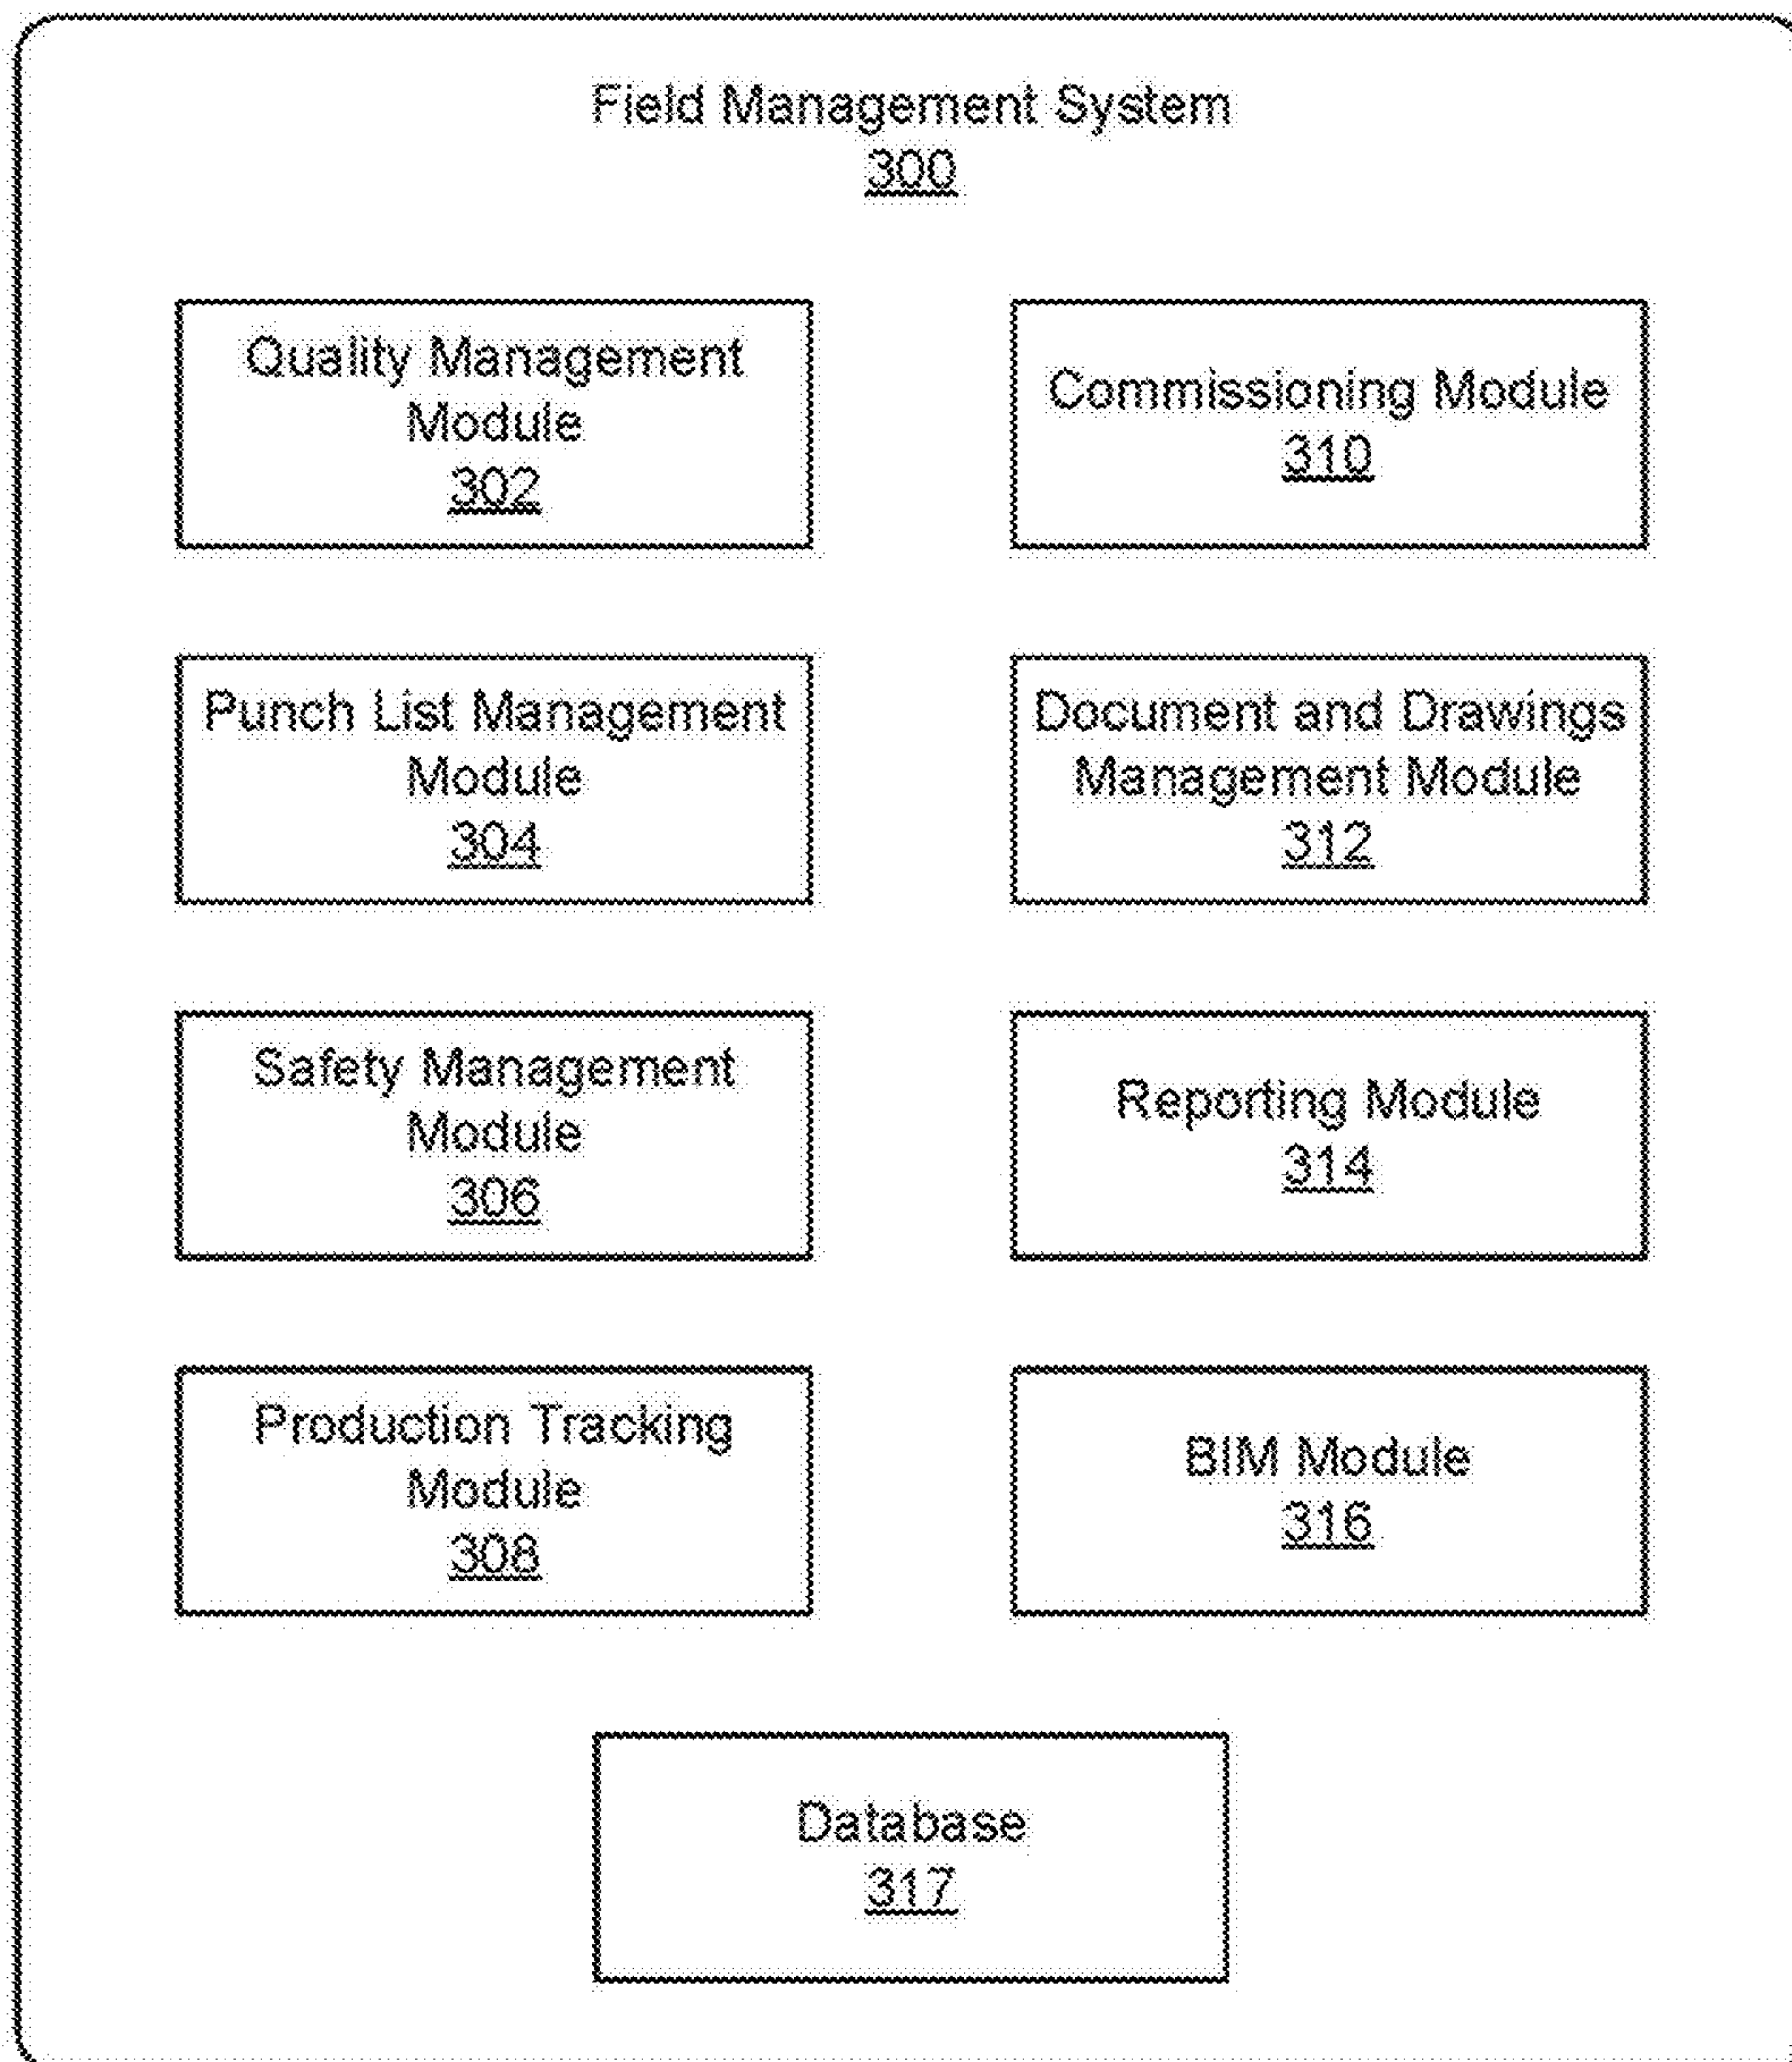 Field Management System
300
Quality Management
Module
302
Commissioning Module
310
Punch List Management
Module
304
Document and Drawings
Management Module
312
Safety Management
Module
306
Reporting Module
314
Production Tracking
Module
308
BIM Module
316
Database
317